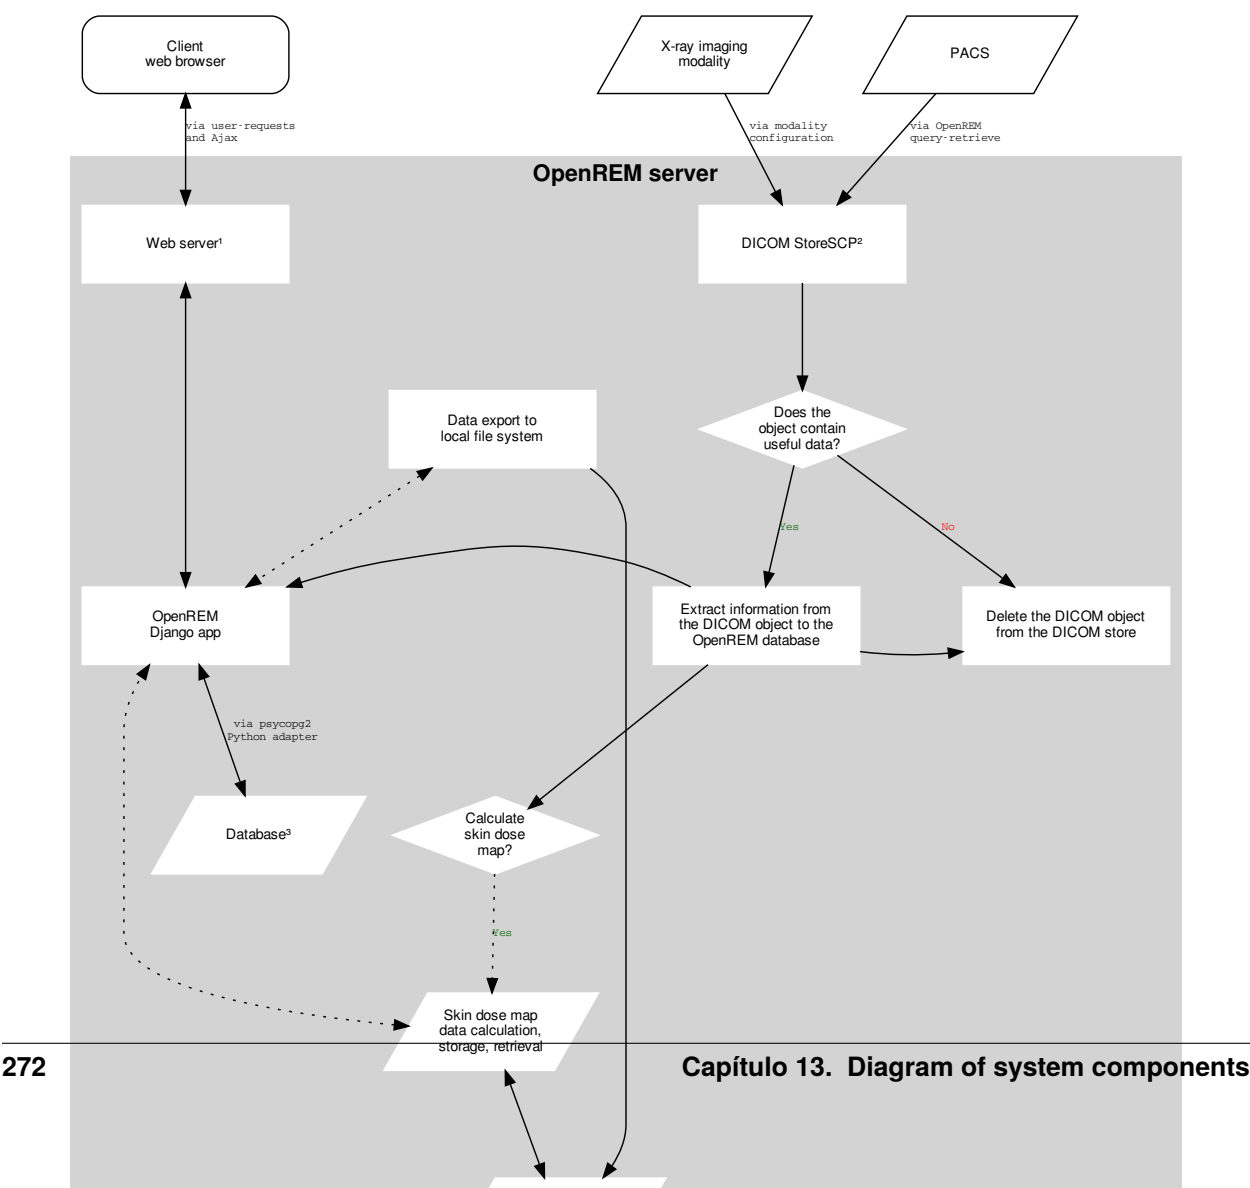 Client
web browser
X-ray imaging
modality
PACS
via user-requests
and Ajax
via modality
configuration
via OpenREM
query-retrieve
OpenREM server
Web server¹
DICOM StoreSCP²
Data export to
local file system
Does the
object contain
useful data?
Yes
No
OpenREM
Django app
Extract information from
the DICOM object to the
OpenREM database
Delete the DICOM object
from the DICOM store
via psycopg2
Python adapter
Database³
Calculate
skin dose
map?
Yes
Skin dose map
data calculation,
storage, retrieval
272
Capítulo 13. Diagram of system components